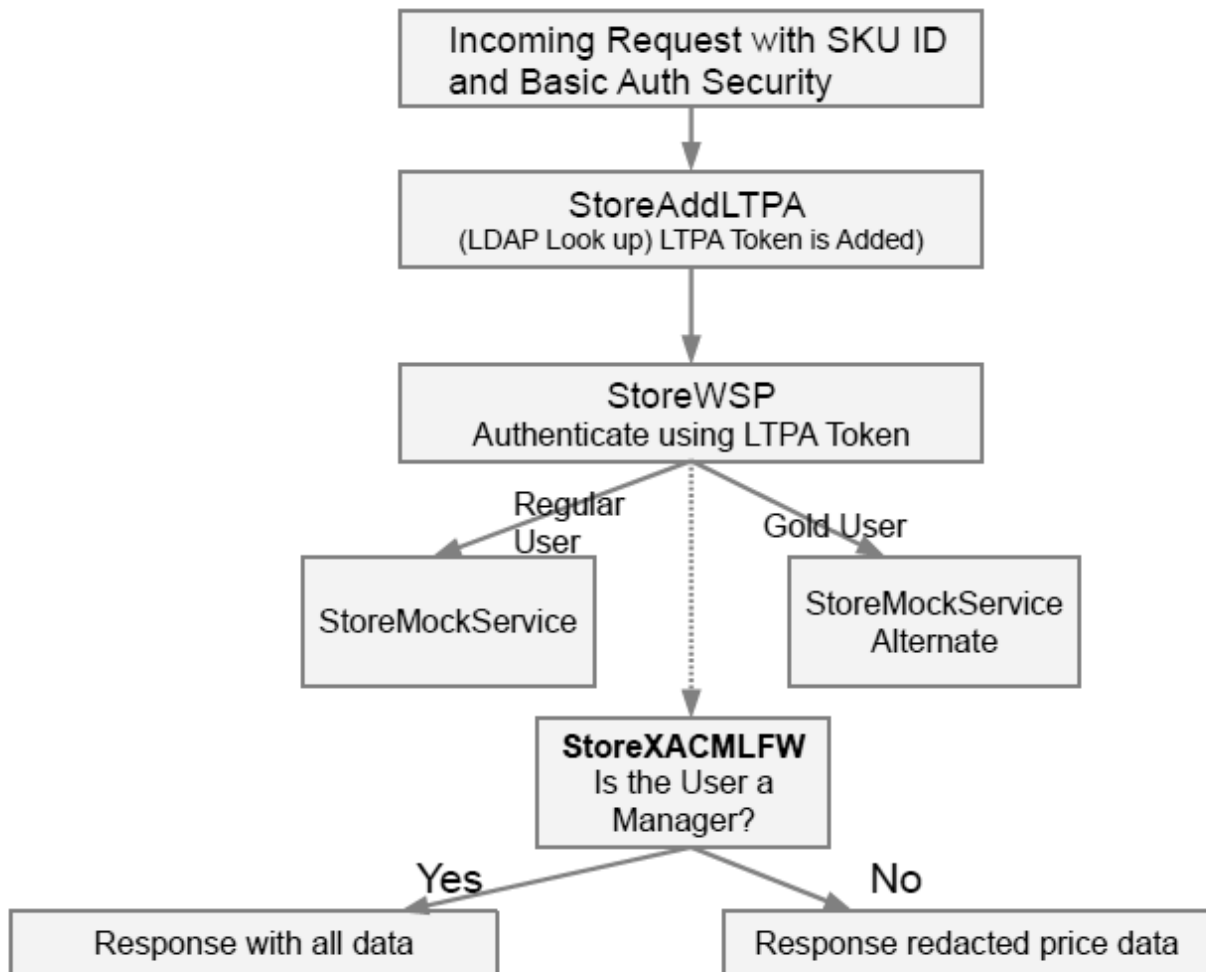 Incoming Request with SKU ID
and Basic Auth Security
StoreAddLTPA
(LDAP Look up) LTPA Token is Added)
StoreWSP
Authenticate using LTPA Token
Regular
User
Gold User
StoreMockService
StoreMockService
Alternate
StoreXACMLFW
Is the User a
Manager?
Yes
No
Response with all data
Response redacted price data